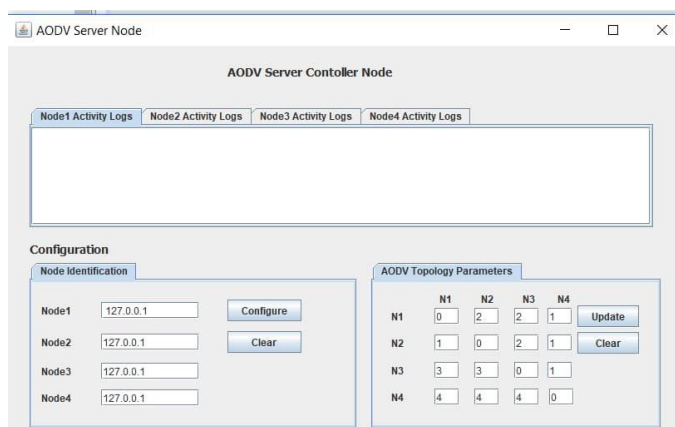 AODV Server Node
AODV Server Contoller Node
Node1 Activity Logs Node2 Activity Logs Node3 Activity Logs Node4 Activity Logs
Configuration
Node Identification
Node1 127.0.0.1 Configure
Node2 127.0.0.1 Clear
Node3 127.0.0.1
Node4 127.0.0.1
AODV Topology Parameters
N1 N2 N3 N4
N1 0 2 2 1 Update
N2 1 0 2 1 Clear
N3 3 3 0 1
N4 4 4 4 0